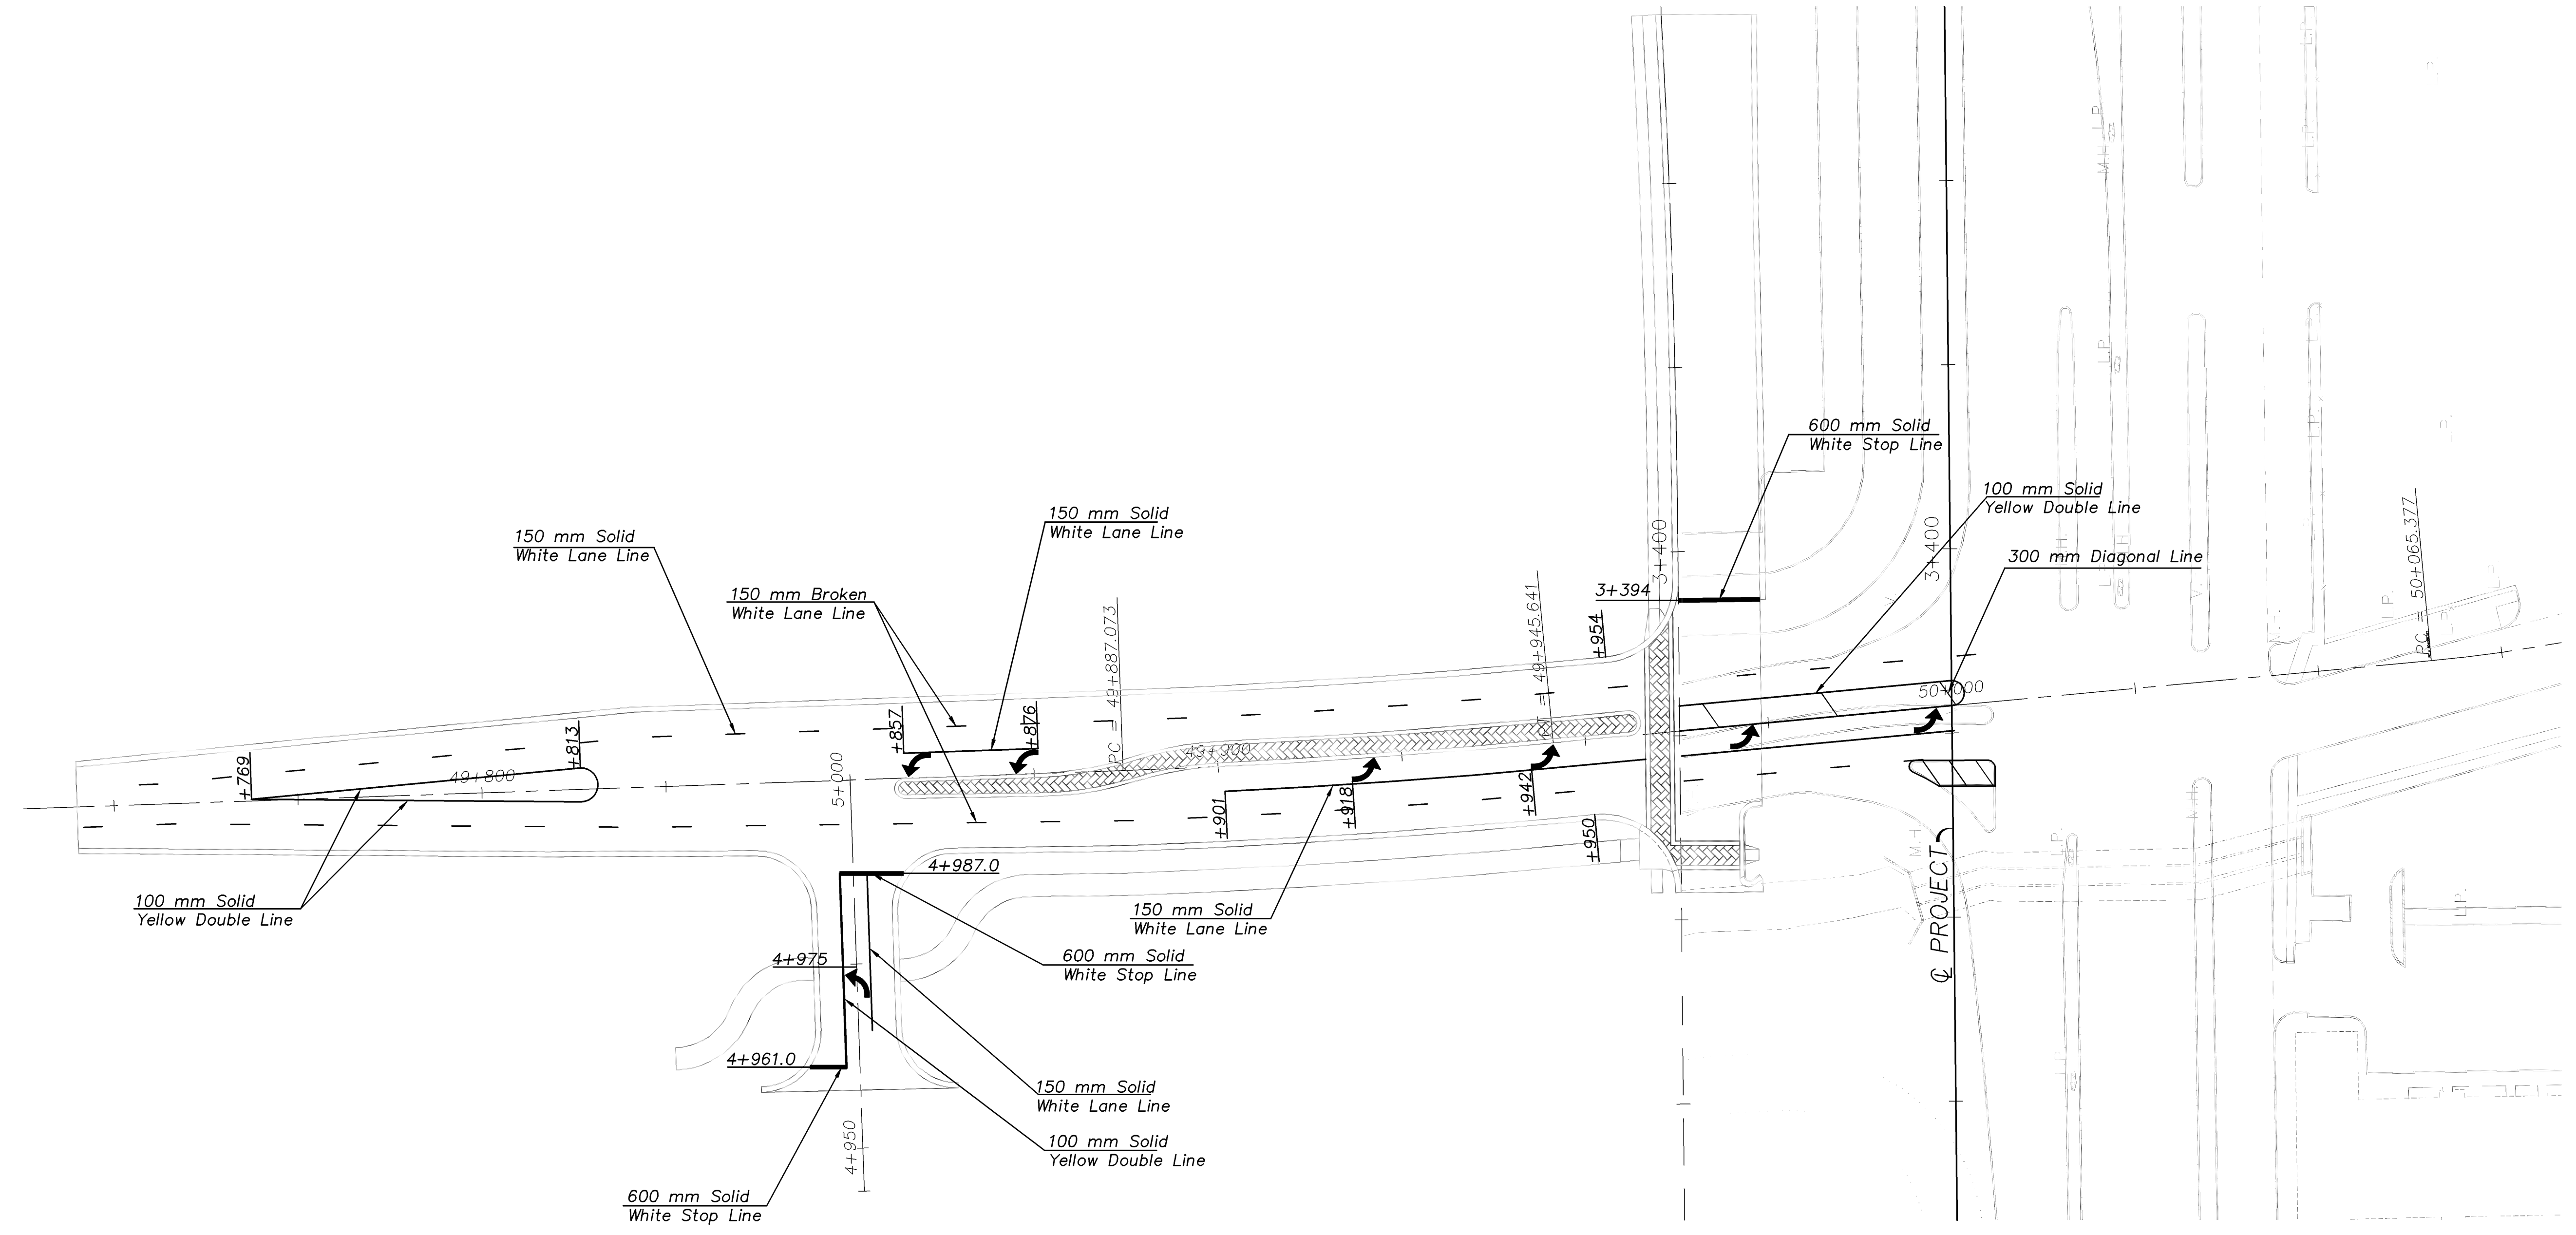 600 mm Solid
White Stop Line
100 mm Solid
Yellow Double Line
300 mm Diagonal Line
150 mm Solid
White Lane Line
150 mm Solid
White Lane Line
150 mm Broken
White Lane Line
3+394
3+400
3+400
PC = 50+065.377
PC = 49+887.073
PT = 49+945.641
+954
+857
+876
+813
+769
49+800
49+900
50+000
5+000
+901
+918
+942
+950
4+987.0
100 mm Solid
Yellow Double Line
150 mm Solid
White Lane Line
600 mm Solid
White Stop Line
4+975
4+961.0
150 mm Solid
White Lane Line
100 mm Solid
Yellow Double Line
4+950
600 mm Solid
White Stop Line
℄ PROJECT
L.P.
L.P.
L.P.
L.P.
M.H.
L.P.
L.P.
M.H.
L.P.
L.P.
L.P.
L.P.
M.H.
M.H.
L.P.
L.P.
L.P.